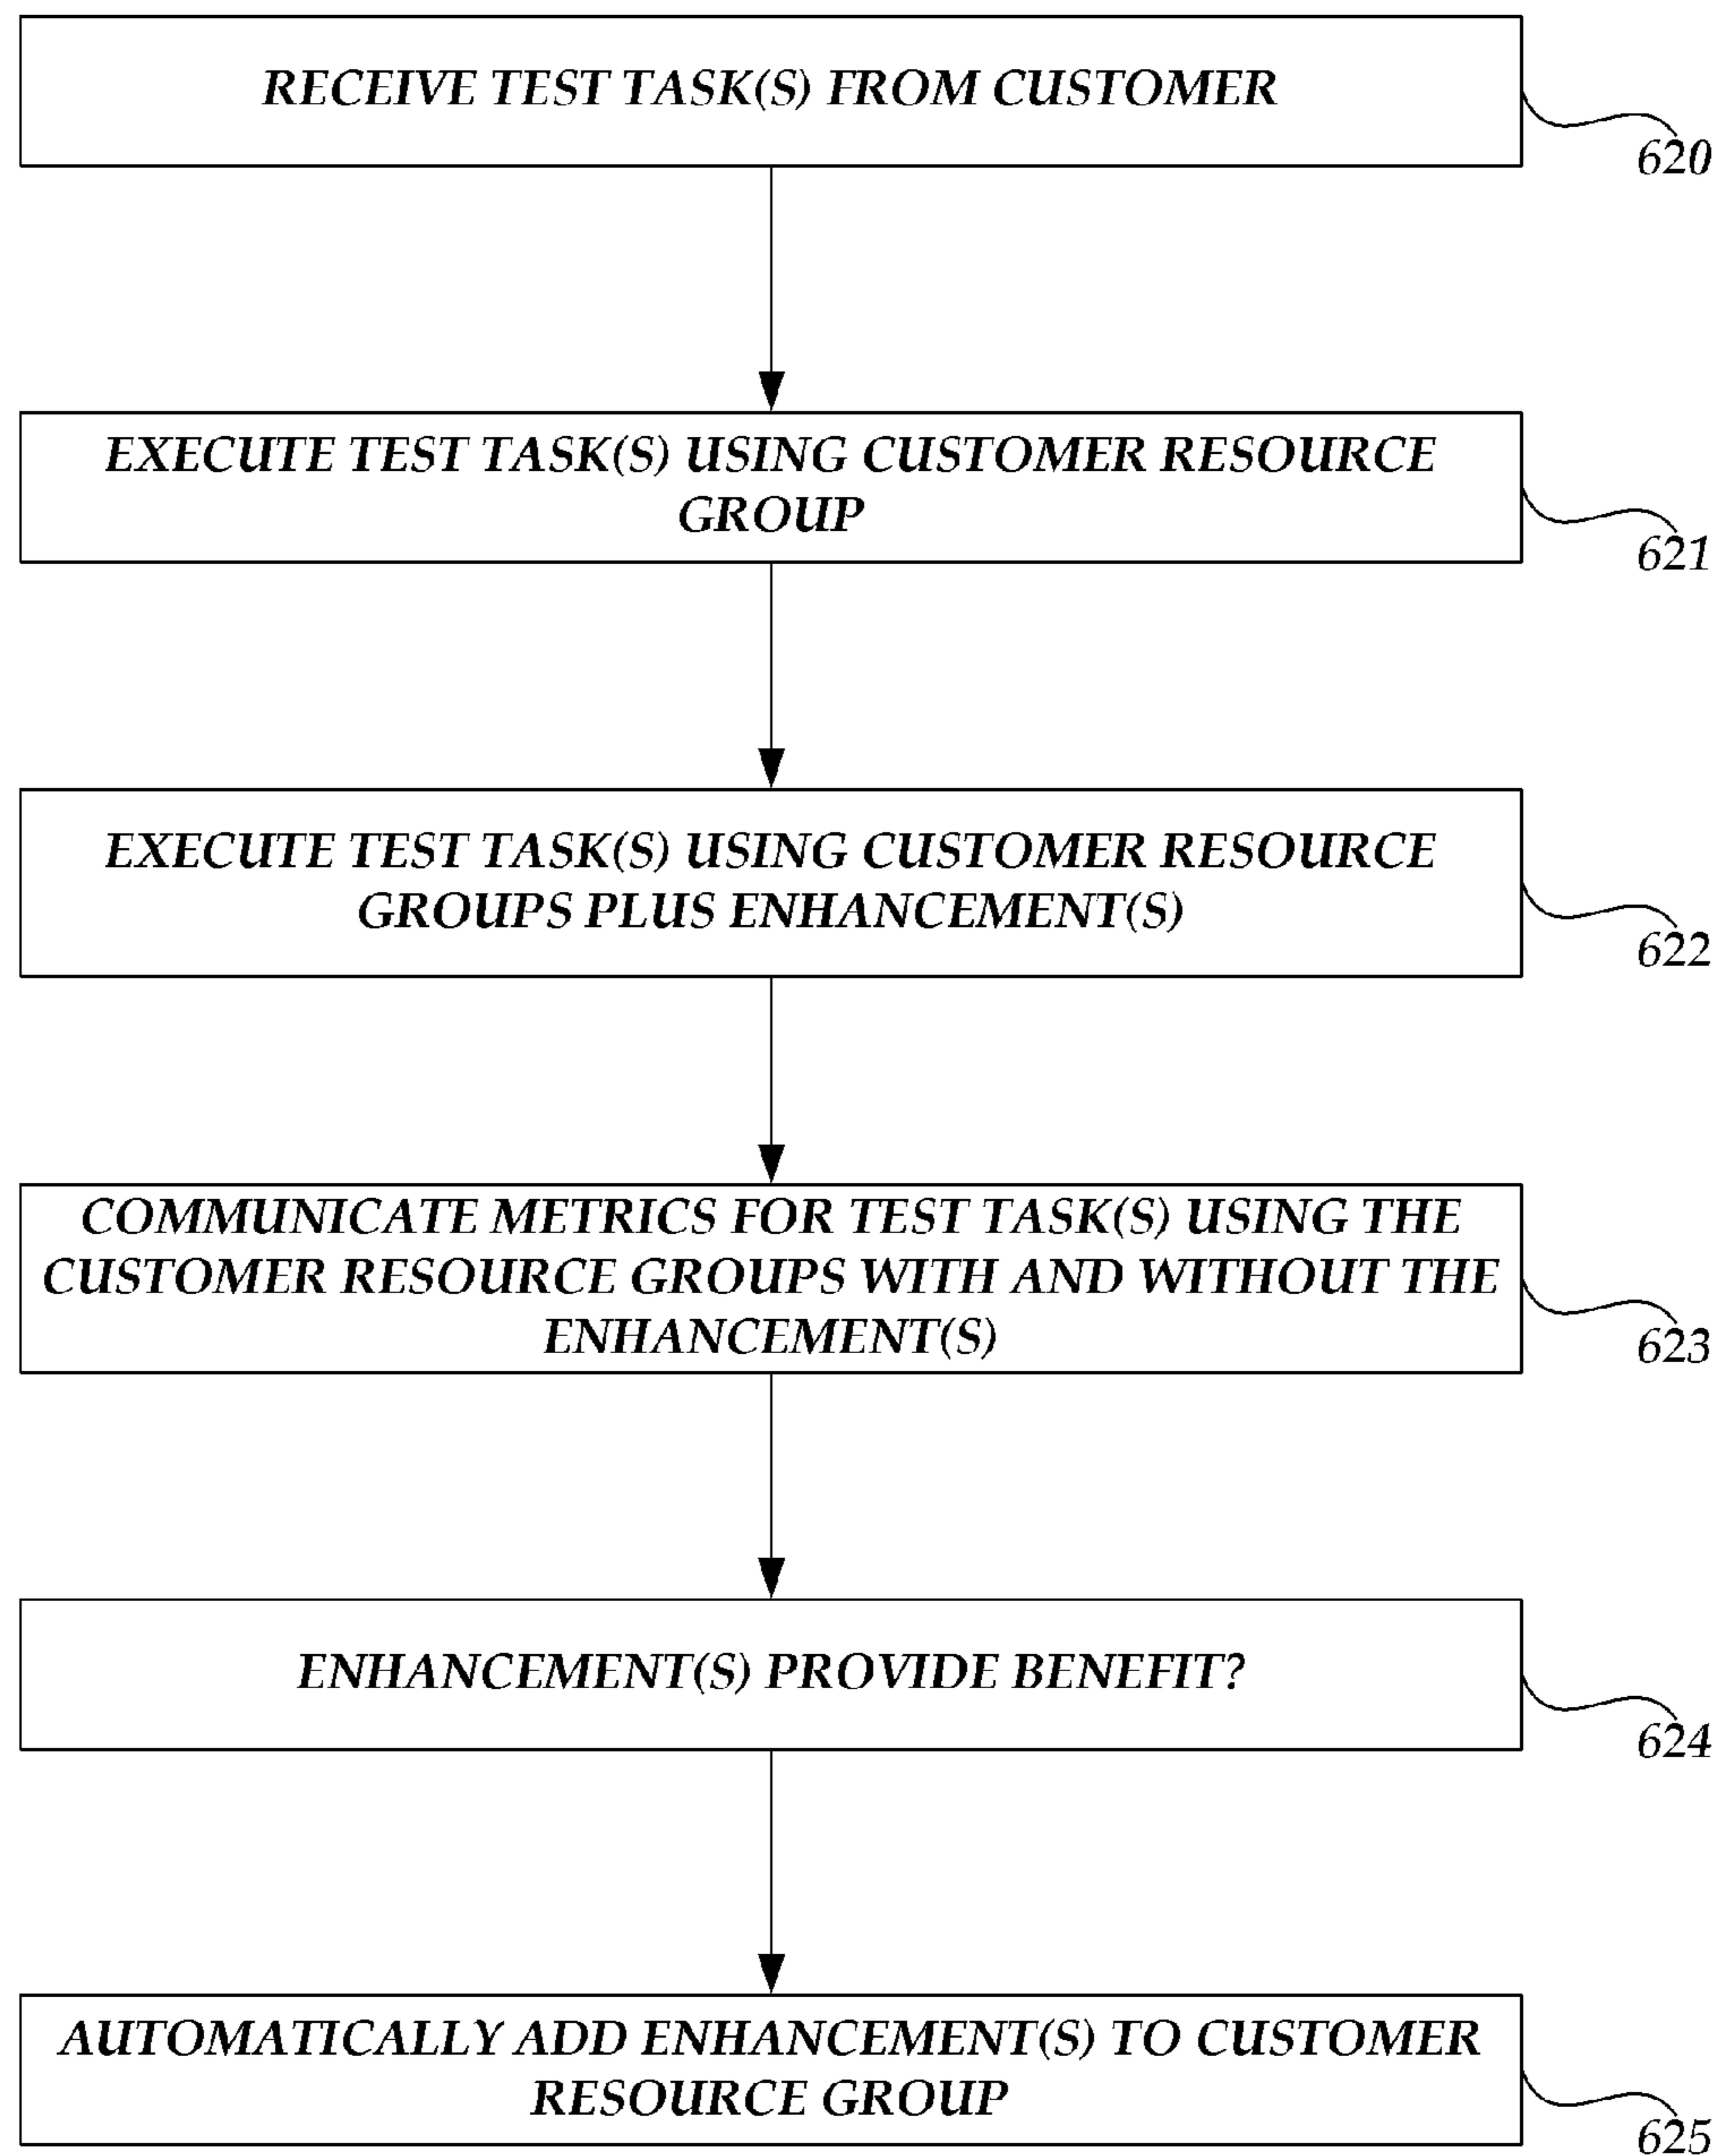 RECEIVE TEST TASK(S) FROM CUSTOMER
620
EXECUTE TEST TASK(S) USING CUSTOMER RESOURCE
GROUP
621
EXECUTE TEST TASK(S) USING CUSTOMER RESOURCE
GROUPS PLUS ENHANCEMENT(S)
622
COMMUNICATE METRICS FOR TEST TASK(S) USING THE
CUSTOMER RESOURCE GROUPS WITH AND WITHOUT THE
ENHANCEMENT(S)
623
ENHANCEMENT(S) PROVIDE BENEFIT?
624
AUTOMATICALLY ADD ENHANCEMENT(S) TO CUSTOMER
RESOURCE GROUP
625